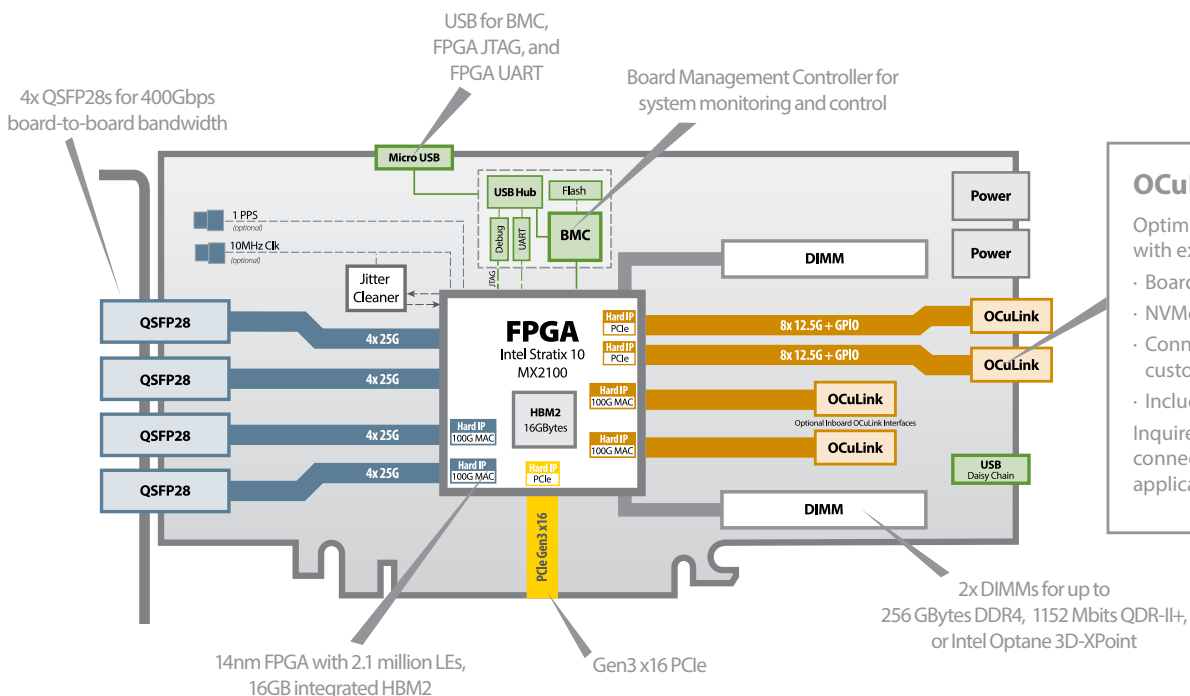 USB for BMC,
FPGA JTAG, and
FPGA UART
Board Management Controller for
system monitoring and control
4x QSFP28s for 400Gbps
board-to-board bandwidth
Micro USB
USB Hub
Flash
Debug
UART
BMC
JTAG
1 PPS
(optional)
10MHz Clk
(optional)
Jitter
Cleaner
Power
Power
DIMM
QSFP28
4x 25G
QSFP28
4x 25G
QSFP28
4x 25G
QSFP28
4x 25G
FPGA
Intel Stratix 10
MX2100
HBM2
16GBytes
Hard IP
PCIe
Hard IP
PCIe
Hard IP
100G MAC
Hard IP
100G MAC
Hard IP
100G MAC
Hard IP
100G MAC
Hard IP
PCIe
8x 12.5G + GPIO
OCuLink
8x 12.5G + GPIO
OCuLink
OCuLink
Optional Inboard OCuLink Interfaces
OCuLink
USB
Daisy Chain
DIMM
PCIe Gen3 x16
Optim
with ex
· Board
· NVM
· Conn
custo
· Includ
Inquire
connec
applica
2x DIMMs for up to
256 GBytes DDR4, 1152 Mbits QDR-II+,
or Intel Optane 3D-XPoint
14nm FPGA with 2.1 million LEs,
16GB integrated HBM2
Gen3 x16 PCIe